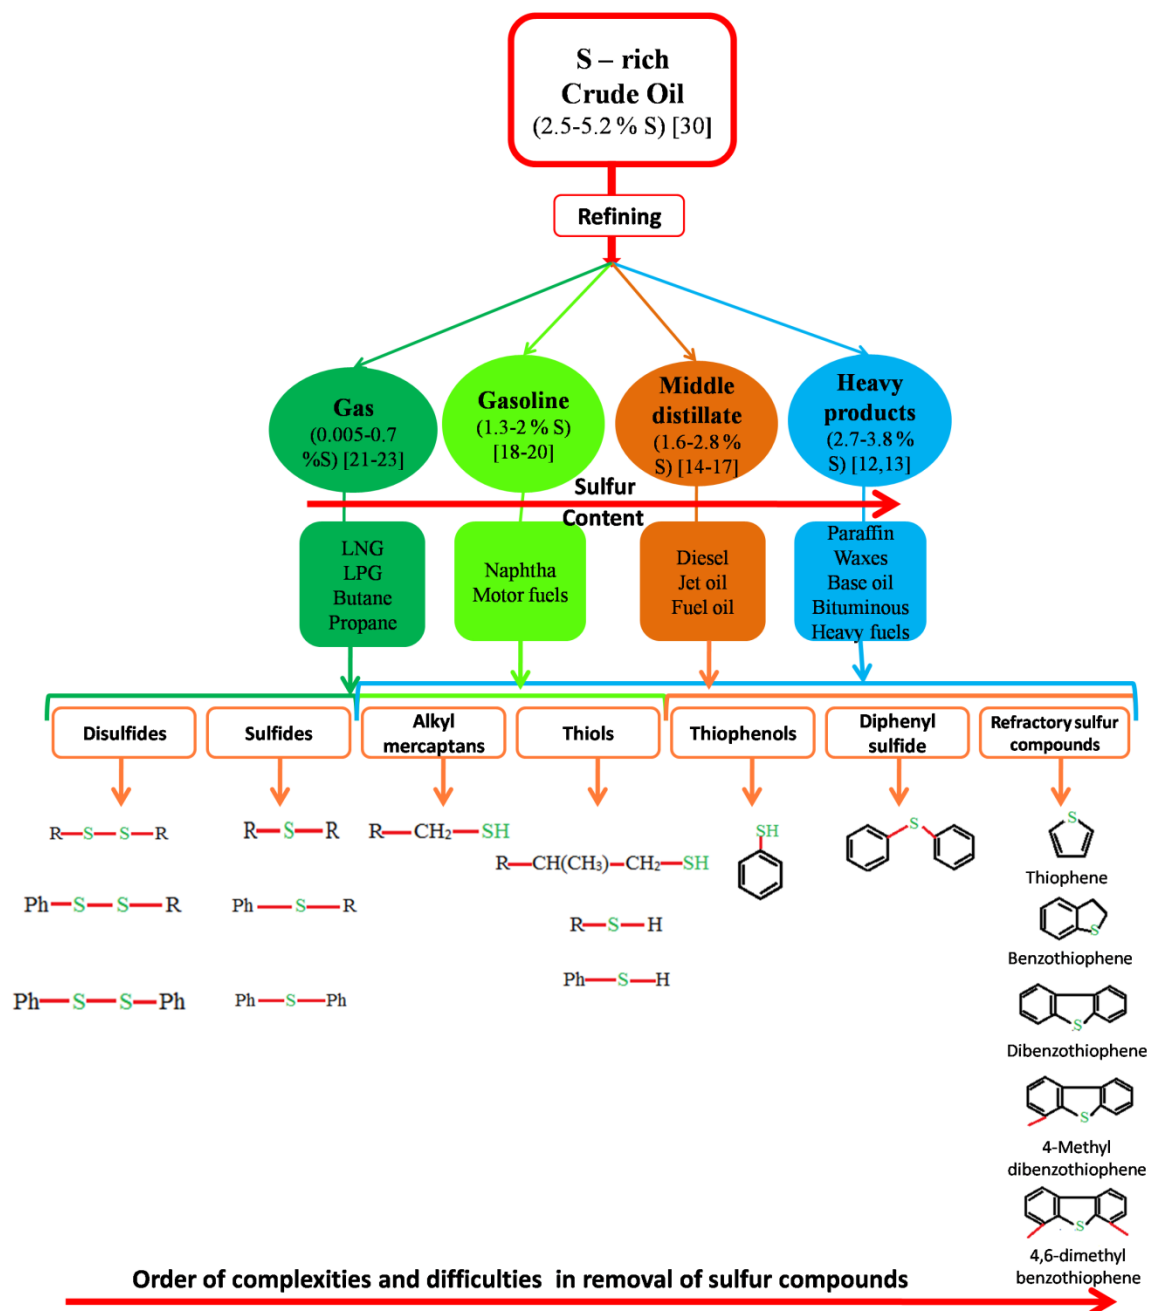 S – rich
Crude Oil
(2.5-5.2 % S) [30]
Refining
Gas
(0.005-0.7
%S) [21-23]
Gasoline
(1.3-2 % S)
[18-20]
Middle
distillate
(1.6-2.8 %
S) [14-17]
Heavy
products
(2.7-3.8 %
S) [12,13]
Sulfur
Content
LNG
LPG
Butane
Propane
Naphtha
Motor fuels
Diesel
Jet oil
Fuel oil
Paraffin
Waxes
Base oil
Bituminous
Heavy fuels
Disulfides
Sulfides
Alkyl
mercaptans
Thiols
Thiophenols
Diphenyl
sulfide
Refractory sulfur
compounds
R—S—S—R
Ph—S—S—R
Ph—S—S—Ph
R—S—R
Ph—S—R
Ph—S—Ph
R—CH₂—SH
R—CH(CH₃)—CH₂—SH
R—S—H
Ph—S—H
SH
S
S
Thiophene
S
Benzothiophene
S
Dibenzothiophene
S
4-Methyl
dibenzothiophene
S
4,6-dimethyl
benzothiophene
Order of complexities and difficulties in removal of sulfur compounds